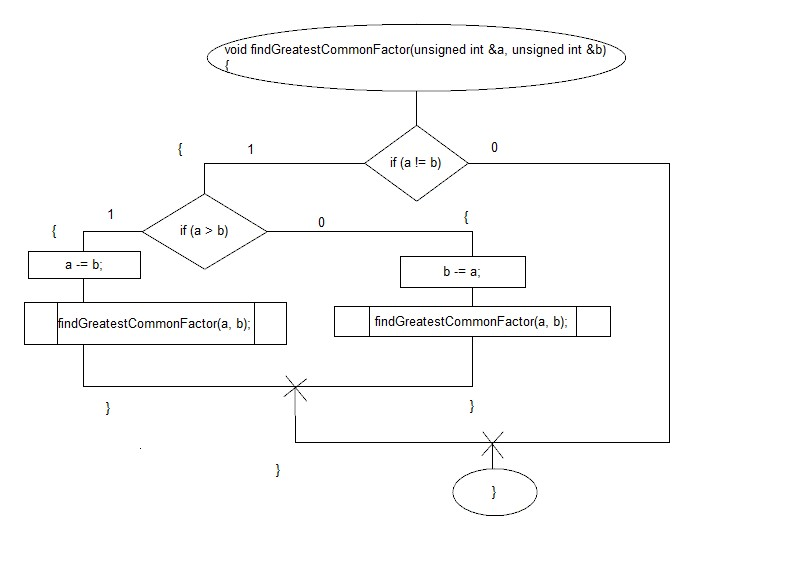 void findGreatestCommonFactor(unsigned int &a, unsigned int &b)
{
if (a != b)
{
1
0
if (a > b)
{
1
0
{
a -= b;
b -= a;
findGreatestCommonFactor(a, b);
findGreatestCommonFactor(a, b);
}
}
}
}